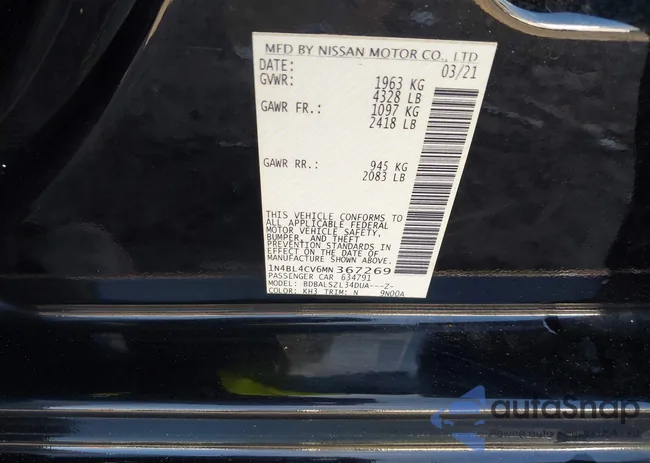 MFD BY NISSAN MOTOR CO., LTD
DATE: 03/21
GVWR: 1963 KG
4328 LB
GAWR FR.: 1097 KG
2418 LB
GAWR RR.: 945 KG
2083 LB
THIS VEHICLE CONFORMS TO
ALL APPLICABLE FEDERAL
MOTOR VEHICLE SAFETY,
BUMPER, AND THEFT
PREVENTION STANDARDS IN
EFFECT ON THE DATE OF
MANUFACTURE SHOWN ABOVE.
1N4BL4CV6MN367269
PASSENGER CAR 634791
MODEL: BDBALSZL34DUA---Z-
COLOR: KH3 TRIM: N 9N00A
autaSnap